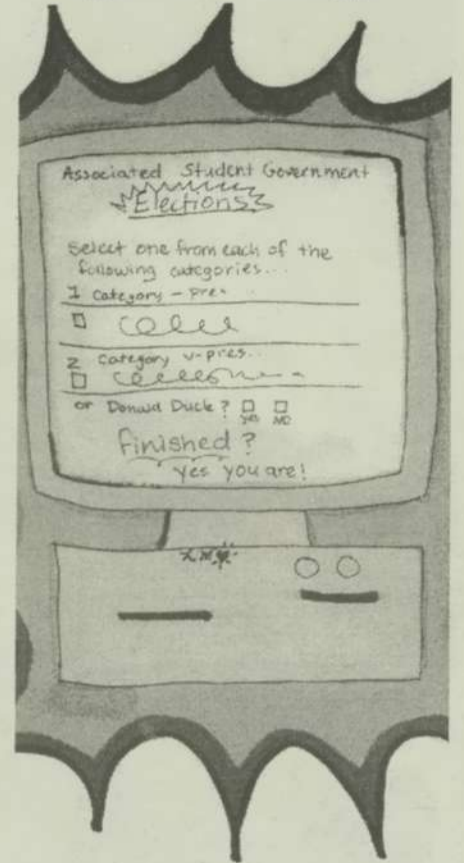 Associated Student Government
Elections
Select one from each of the
following categories...
1 Category - pres
2 Category v-pres..
or Donald Duck? YES NO
finished?
yes you are!